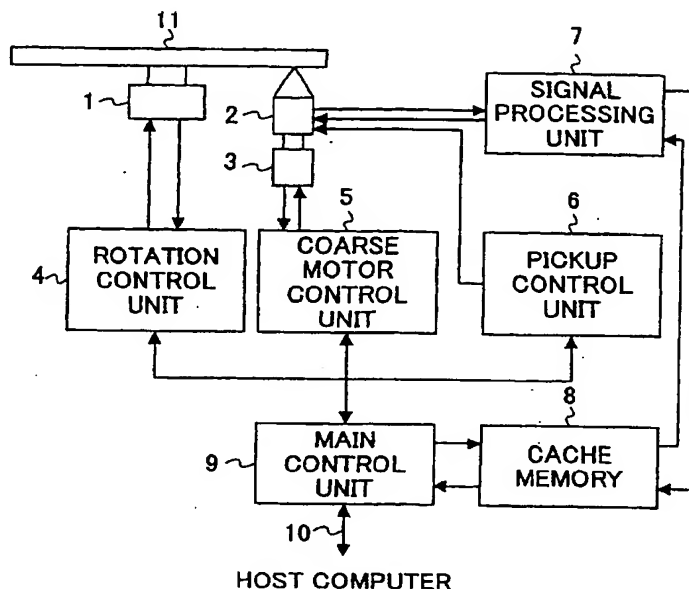 11
1
2
3
7
SIGNAL
PROCESSING
UNIT
4
ROTATION
CONTROL
UNIT
5
COARSE
MOTOR
CONTROL
UNIT
6
PICKUP
CONTROL
UNIT
9
MAIN
CONTROL
UNIT
8
CACHE
MEMORY
10
HOST COMPUTER